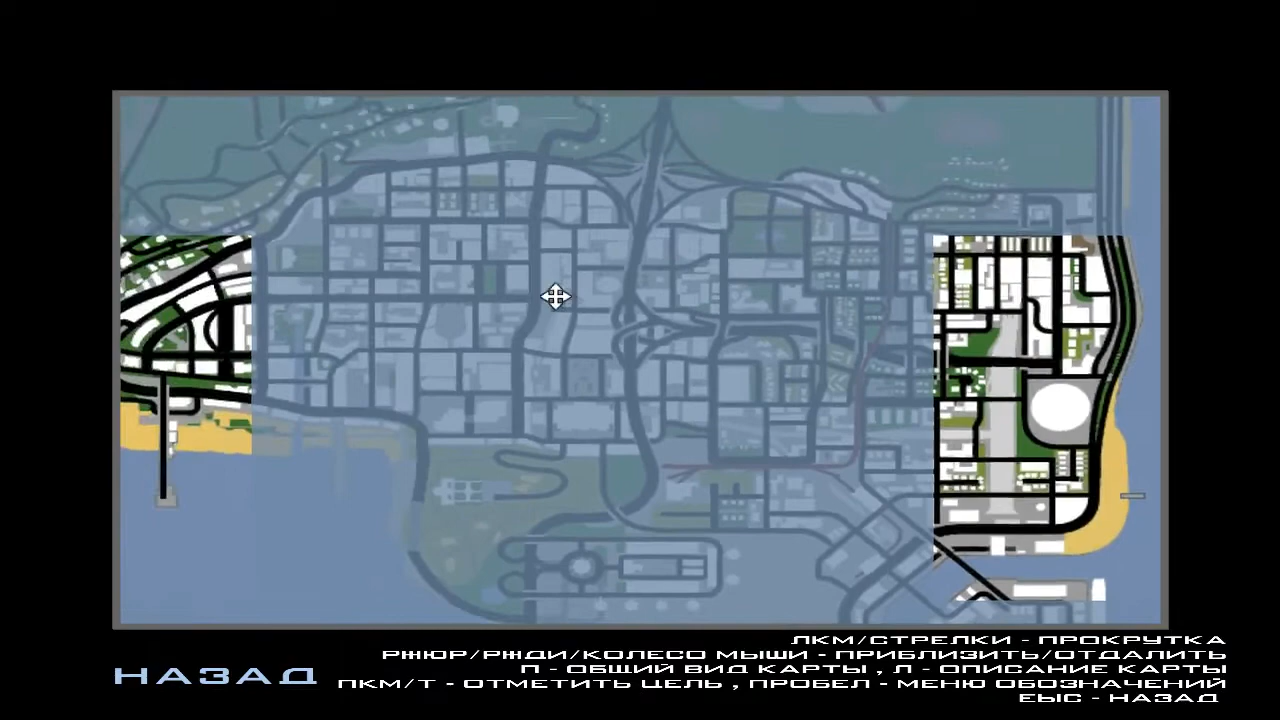 ЛКМ/СТРЕЛКИ - ПРОКРУТКА
РЖЮР/РЖДИ/КОЛЕСО МЫШИ - ПРИБЛИЗИТЬ/ОТДАЛИТЬ
П - ОБЩИЙ ВИД КАРТЫ , Л - ОПИСАНИЕ КАРТЫ
НАЗАД
ПКМ/Т - ОТМЕТИТЬ ЦЕЛЬ , ПРОБЕЛ - МЕНЮ ОБОЗНАЧЕНИЙ
ЕЫС - НАЗАД